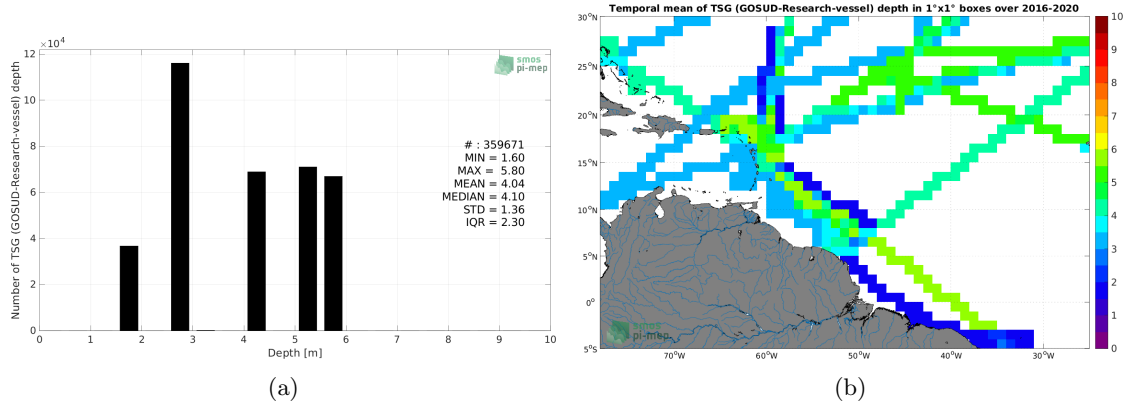 ×10⁴
12
10
8
6
4
2
0
Number of TSG (GOSUD-Research-vessel) depth
0 1 2 3 4 5 6 7 8 9 10
Depth [m]
smos
pi-mep
# : 359671
MIN = 1.60
MAX = 5.80
MEAN = 4.04
MEDIAN = 4.10
STD = 1.36
IQR = 2.30
(a)
Temporal mean of TSG (GOSUD-Research-vessel) depth in 1°x1° boxes over 2016-2020
30°N
25°N
20°N
15°N
10°N
5°N
0°
5°S
70°W 60°W 50°W 40°W 30°W
smos
pi-mep
10
9
8
7
6
5
4
3
2
1
0
(b)